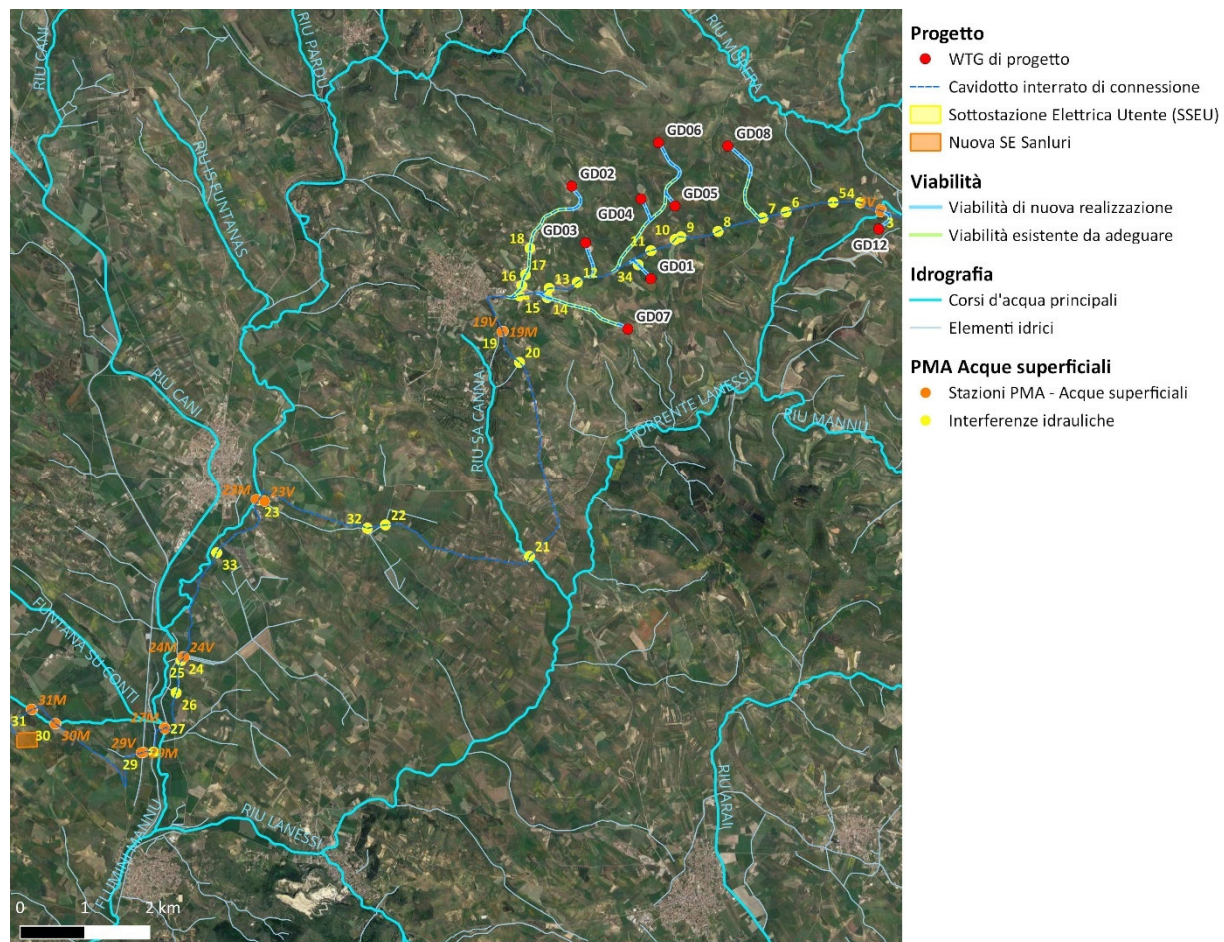 RIU CANI
RIU PARDU
RIU MURERA
RIU IS FUNTANAS
GD06
GD08
GD02
GD05
GD04
GD03
GD12
GD01
GD07
54
3
6
7
8
9
10
11
34
12
13
14
15
16
17
18
19V
19M
19
20
RIU SA CANNA
TORRENTE LANESSI
RIU MANNU
RIU CANI
23V
23
32
22
21
33
FUNTANA SU CONTI
24M
24V
24
25
26
27M
27
31M
31
30
30M
29V
29
RIU LANESSI
RIU ARAII
FLUMINI MANNU
0 1 2 km
Progetto
WTG di progetto
Cavidotto interrato di connessione
Sottostazione Elettrica Utente (SSEU)
Nuova SE Sanluri
Viabilità
Viabilità di nuova realizzazione
Viabilità esistente da adeguare
Idrografia
Corsi d'acqua principali
Elementi idrici
PMA Acque superficiali
Stazioni PMA - Acque superficiali
Interferenze idrauliche